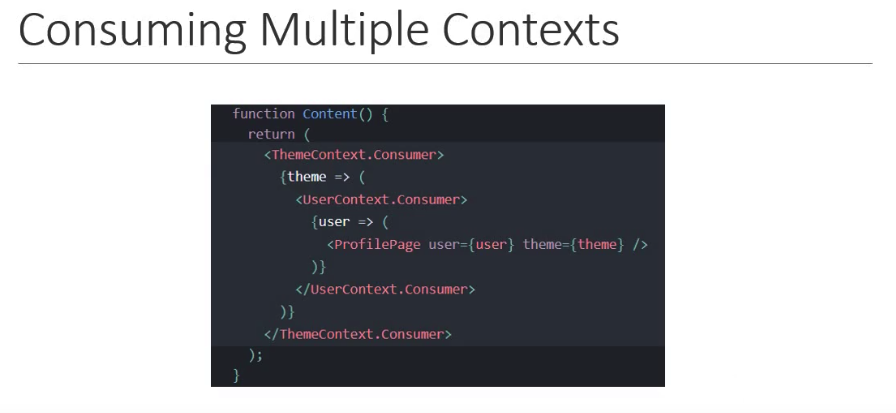 Consuming Multiple Contexts
function Content() {
  return (
    <ThemeContext.Consumer>
      {theme => (
        <UserContext.Consumer>
          {user => (
            <ProfilePage user={user} theme={theme} />
          )}
        </UserContext.Consumer>
      )}
    </ThemeContext.Consumer>
  );
}